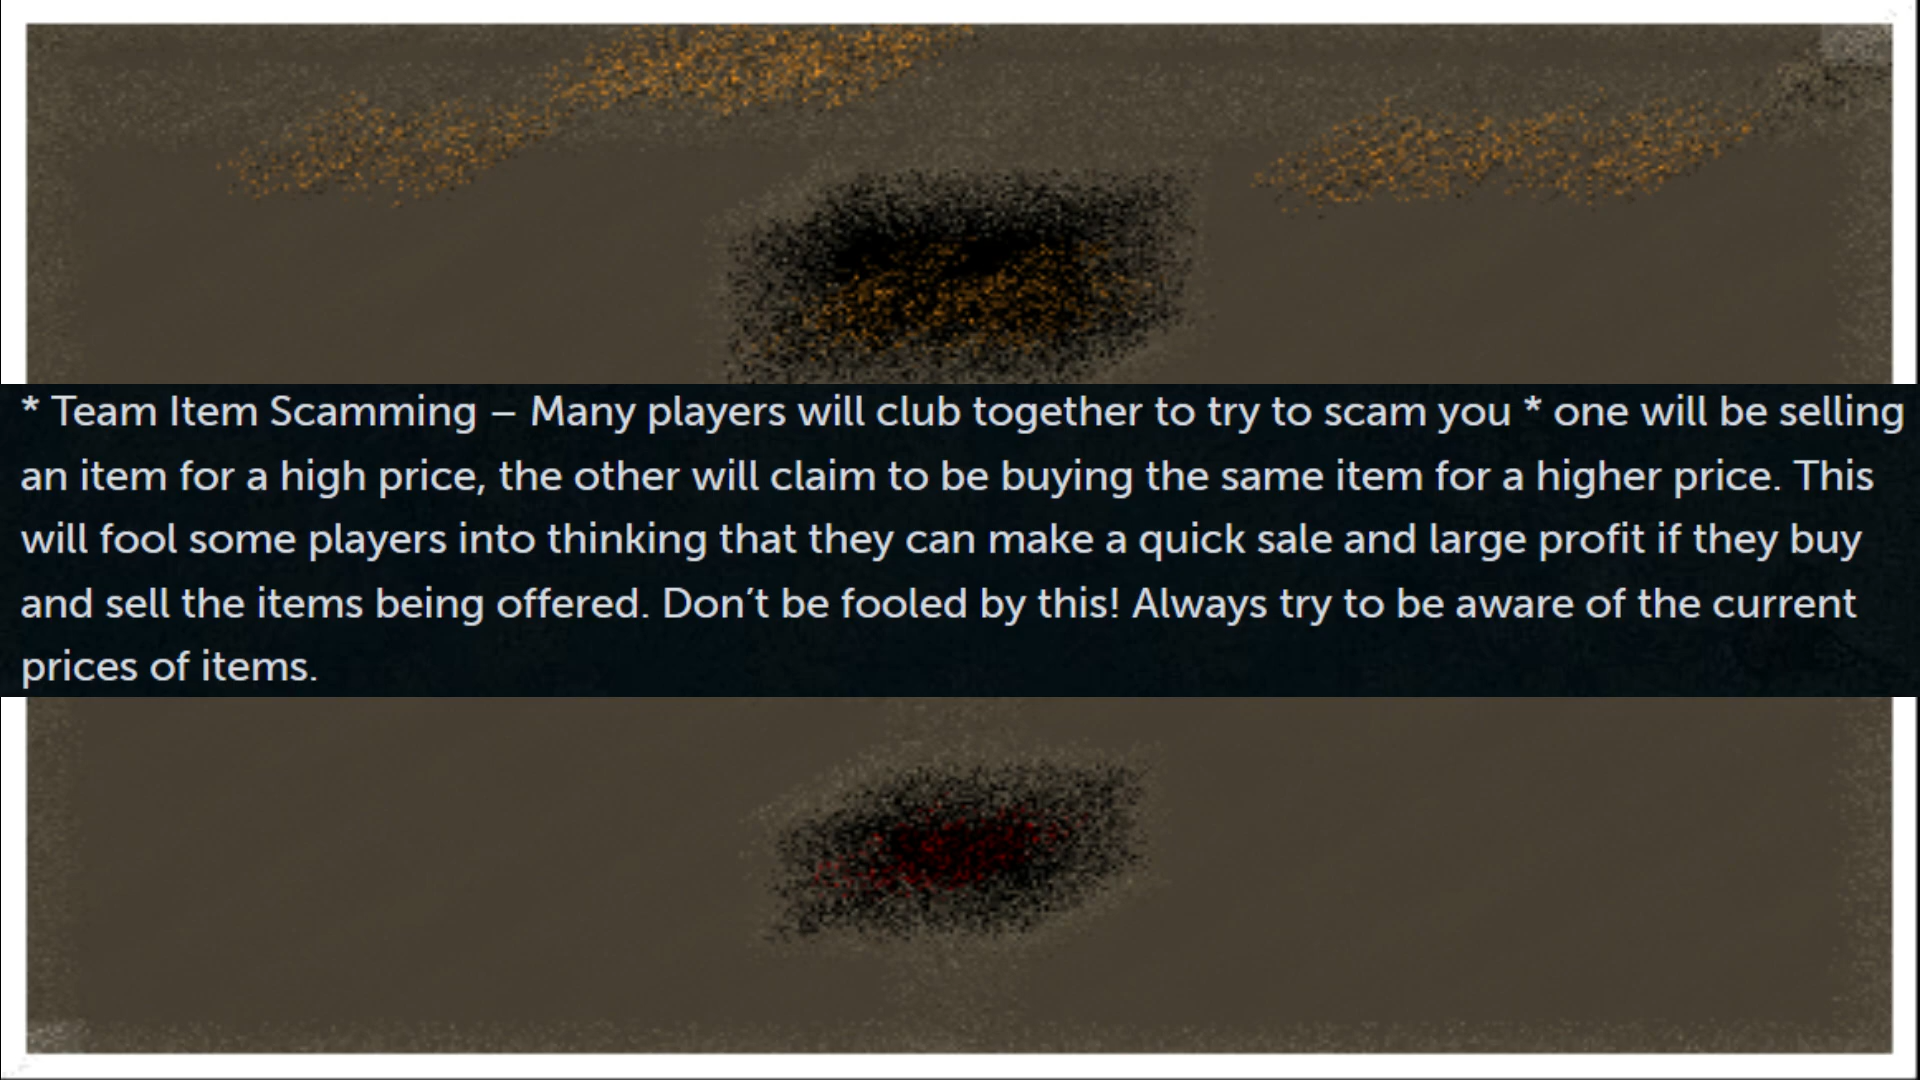 * Team Item Scamming – Many players will club together to try to scam you * one will be selling
an item for a high price, the other will claim to be buying the same item for a higher price. This
will fool some players into thinking that they can make a quick sale and large profit if they buy
and sell the items being offered. Don’t be fooled by this! Always try to be aware of the current
prices of items.